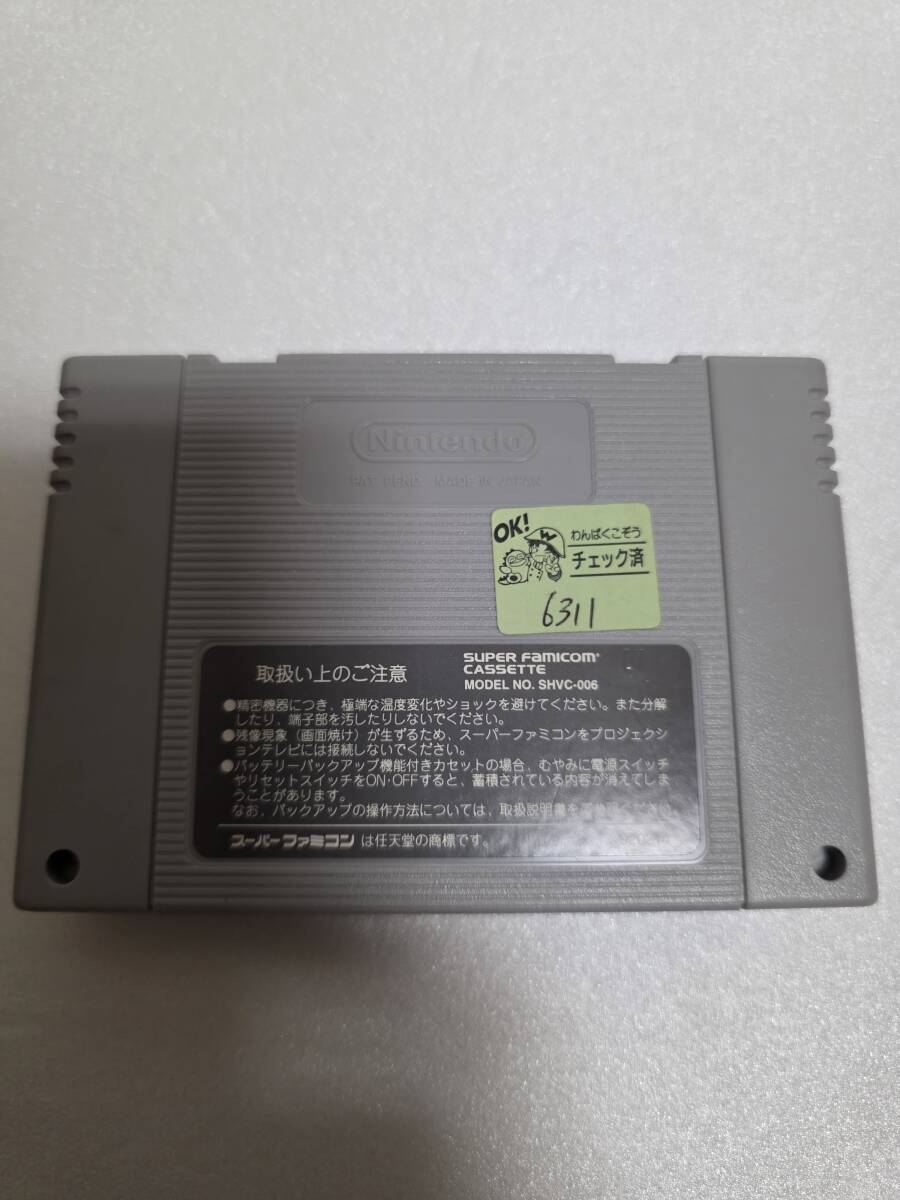 Nintendo
PAT. PEND. MADE IN JAPAN
OK!
W
わんぱくこぞう
チェック済
6311
取扱い上のご注意
SUPER FAMICOM
CASSETTE
MODEL NO. SHVC-006
●精密機器につき、極端な温度変化やショックを避けてください。また分解
したり、端子部を汚したりしないでください。
●残像現象（画面焼け）が生ずるため、スーパーファミコンをプロジェクシ
ョンテレビには接続しないでください。
●バッテリーバックアップ機能付きカセットの場合、むやみに電源スイッチ
やリセットスイッチをON・OFFすると、蓄積されている内容が消えてしま
うことがあります。
なお、バックアップの操作方法については、取扱説明書を ください
スーパーファミコン は任天堂の商標です。